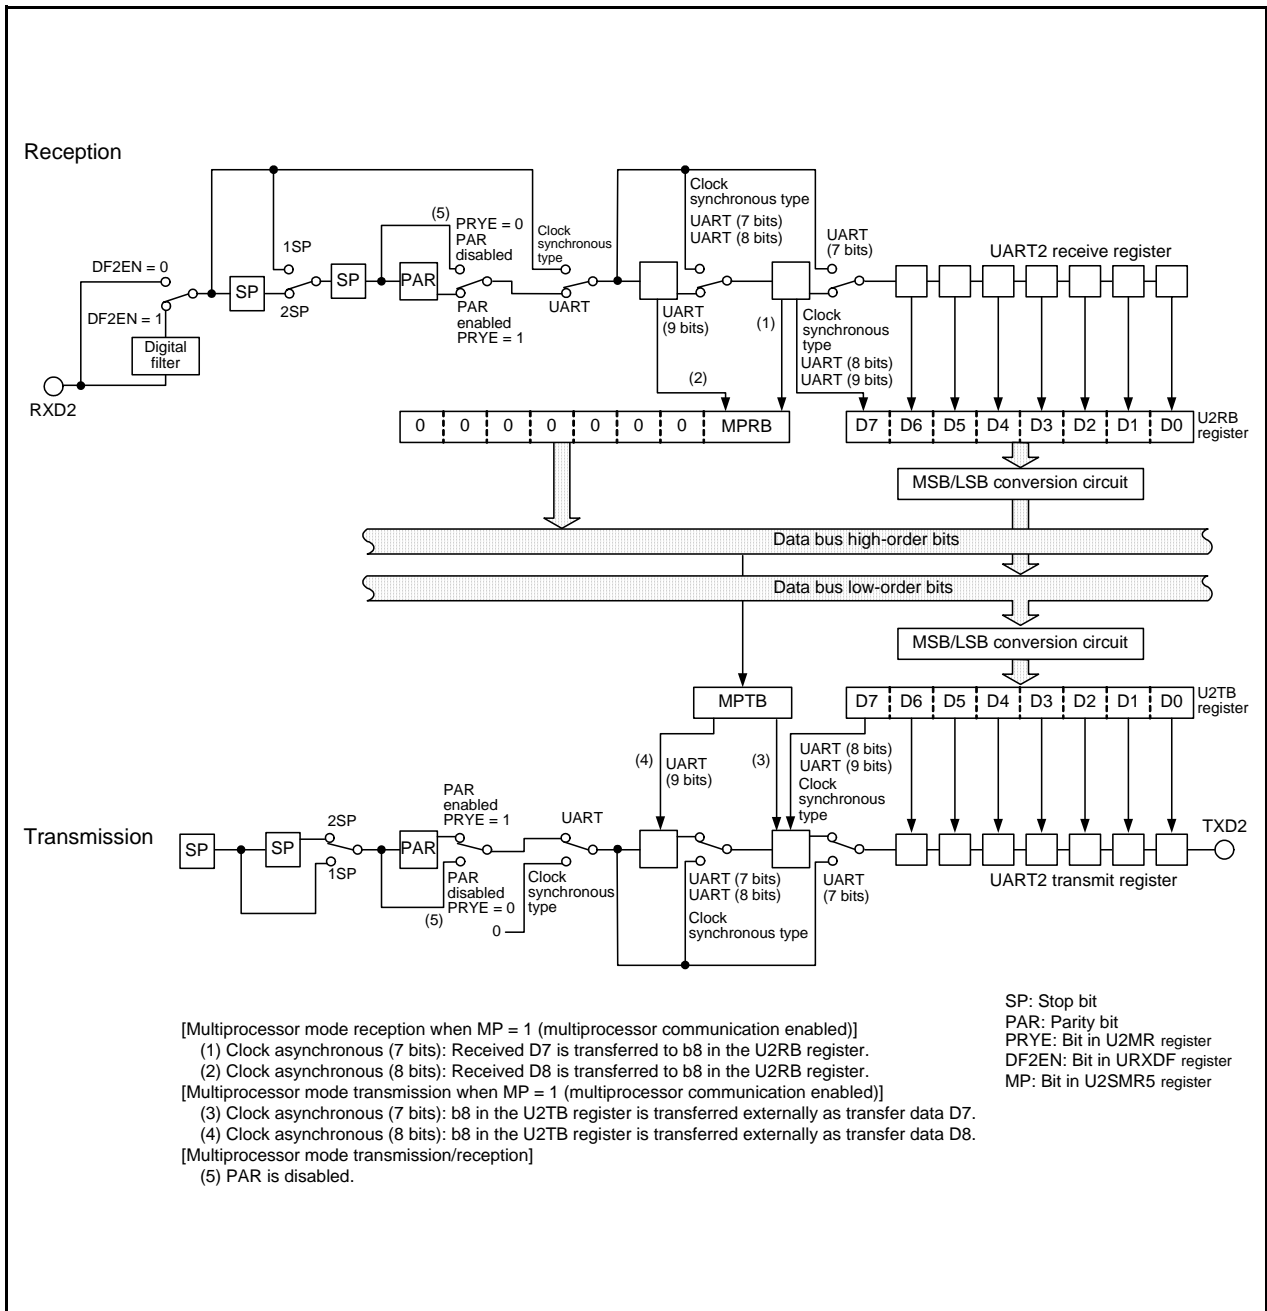 Reception
(5)
PRYE = 0
PAR
disabled
Clock
synchronous
type
Clock
synchronous type
UART (7 bits)
UART (8 bits)
UART
(7 bits)
UART2 receive register
1SP
DF2EN = 0
SP
SP
PAR
2SP
DF2EN = 1
PAR
enabled
PRYE = 1
UART
UART
(9 bits)
(1)
Clock
synchronous
type
UART (8 bits)
UART (9 bits)
Digital
filter
(2)
RXD2
0 0 0 0 0 0 0 MPRB
D7 D6 D5 D4 D3 D2 D1 D0
U2RB
register
MSB/LSB conversion circuit
Data bus high-order bits
Data bus low-order bits
MSB/LSB conversion circuit
MPTB
D7 D6 D5 D4 D3 D2 D1 D0
U2TB
register
(4)
UART
(9 bits)
(3)
UART (8 bits)
UART (9 bits)
Clock
synchronous
type
PAR
enabled
PRYE = 1
2SP
UART
Transmission
SP
SP
PAR
TXD2
1SP
PAR
disabled
PRYE = 0
(5)
Clock
synchronous
type
0
UART (7 bits)
UART (8 bits)
Clock
synchronous type
UART
(7 bits)
UART2 transmit register
SP: Stop bit
PAR: Parity bit
PRYE: Bit in U2MR register
DF2EN: Bit in URXDF register
MP: Bit in U2SMR5 register
[Multiprocessor mode reception when MP = 1 (multiprocessor communication enabled)]
(1) Clock asynchronous (7 bits): Received D7 is transferred to b8 in the U2RB register.
(2) Clock asynchronous (8 bits): Received D8 is transferred to b8 in the U2RB register.
[Multiprocessor mode transmission when MP = 1 (multiprocessor communication enabled)]
(3) Clock asynchronous (7 bits): b8 in the U2TB register is transferred externally as transfer data D7.
(4) Clock asynchronous (8 bits): b8 in the U2TB register is transferred externally as transfer data D8.
[Multiprocessor mode transmission/reception]
(5) PAR is disabled.